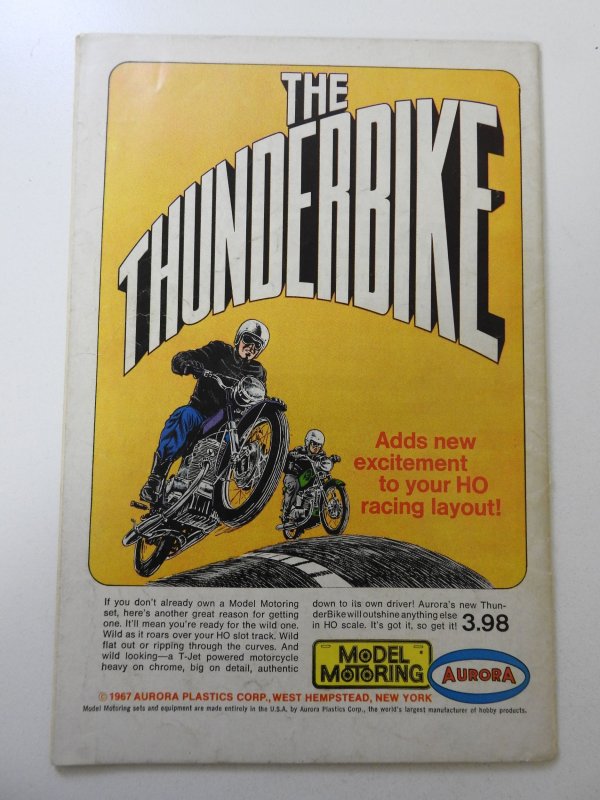 THE
THUNDERBIKE
Adds new
excitement
to your HO
racing layout!
If you don't already own a Model Motoring
set, here's another great reason for getting
one. It'll mean you're ready for the wild one.
Wild as it roars over your HO slot track. Wild
flat out or ripping through the curves. And
wild looking—a T-Jet powered motorcycle
heavy on chrome, big on detail, authentic
down to its own driver! Aurora's new Thun-
derBike will outshine anything else
in HO scale. It's got it, so get it! 3.98
MODEL
MOTORING
AURORA
© 1967 AURORA PLASTICS CORP., WEST HEMPSTEAD, NEW YORK
Model Motoring sets and equipment are made entirely in the U.S.A. by Aurora Plastics Corp., the world's largest manufacturer of hobby products.